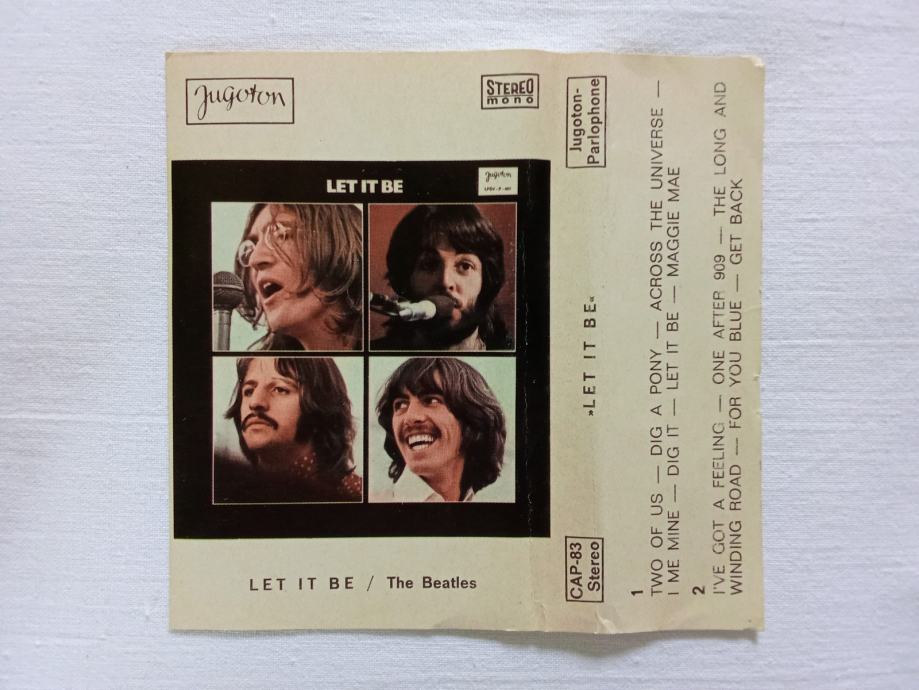 Jugoton
STEREO
mono
LET IT BE
Jugoton
LET IT BE / The Beatles
Jugoton-
Parlophone
»LET IT BE«
CAP-83
Stereo
1
TWO OF US — DIG A PONY — ACROSS THE UNIVERSE —
I ME MINE — DIG IT — LET IT BE — MAGGIE MAE
2
I'VE GOT A FEELING — ONE AFTER 909 — THE LONG AND
WINDING ROAD — FOR YOU BLUE — GET BACK